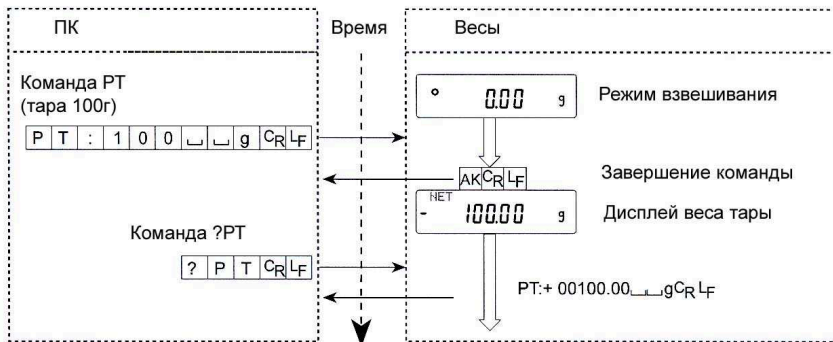 ПК
Время
Весы
Команда PT
(тара 100г)
P T : 1 0 0 ␣ ␣ g CR LF
0.00 g
Режим взвешивания
AK CR LF
Завершение команды
NET
- 100.00 g
Дисплей веса тары
Команда ?PT
? P T CR LF
PT:+ 00100.00␣␣gCR LF